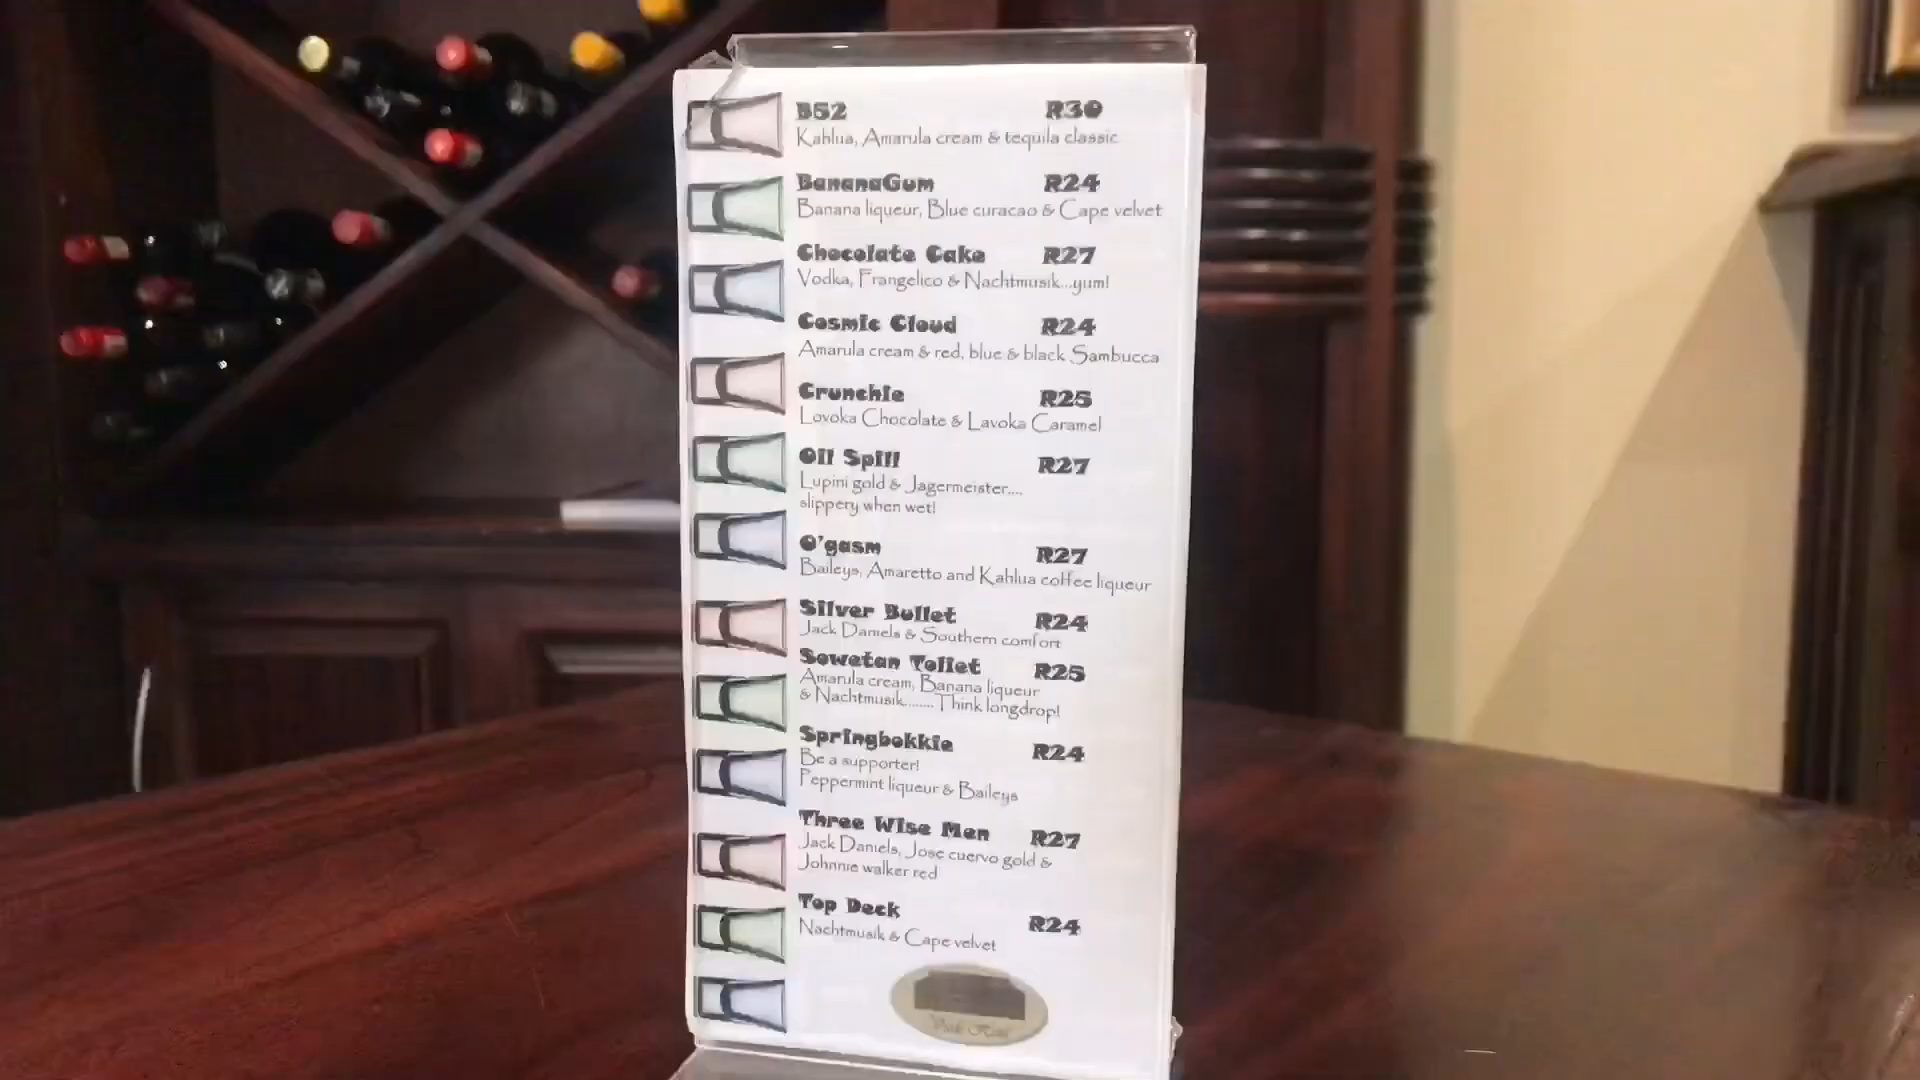 B52 R30
Kahlua, Amarula cream & tequila classic
BananaGum R24
Banana liqueur, Blue curacao & Cape velvet
Chocolate Cake R27
Vodka, Frangelico & Nachtmusik...yum!
Cosmic Cloud R24
Amarula cream & red, blue & black Sambucca
Crunchie R25
Lovoka Chocolate & Lavoka Caramel
Oil Spill R27
Lupini gold & Jagermeister....
slippery when wet!
O'gasm R27
Baileys, Amaretto and Kahlua coffee liqueur
Silver Bullet R24
Jack Daniels & Southern comfort
Sowetan Toliet R25
Amarula cream, Banana liqueur
& Nachtmusik........Think longdrop!
Springbokkie R24
Be a supporter!
Peppermint liqueur & Baileys
Three Wise Men R27
Jack Daniels, Jose cuervo gold &
Johnnie walker red
Top Deck R24
Nachtmusik & Cape velvet